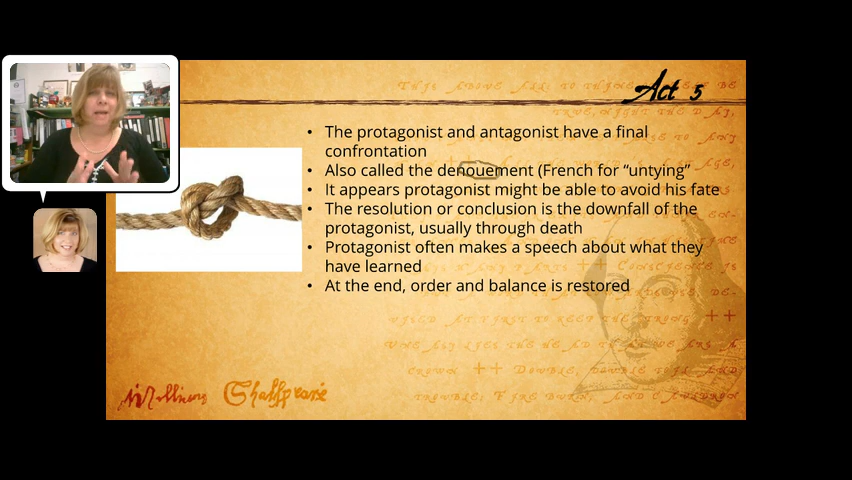 Act 5
• The protagonist and antagonist have a final
confrontation
• Also called the denouement (French for “untying”
• It appears protagonist might be able to avoid his fate
• The resolution or conclusion is the downfall of the
protagonist, usually through death
• Protagonist often makes a speech about what they
have learned
• At the end, order and balance is restored